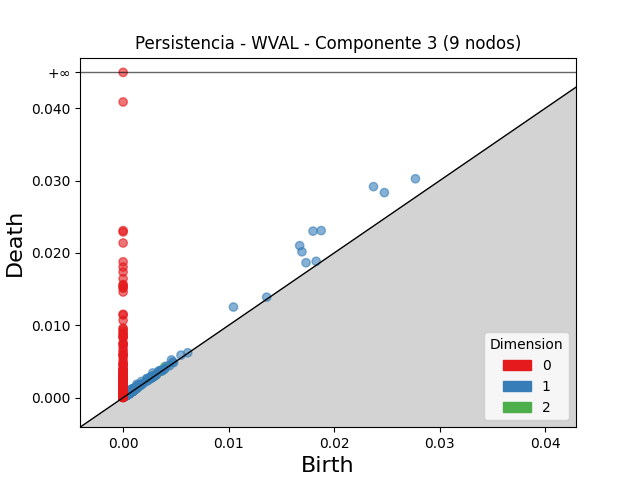 Persistencia - WVAL - Componente 3 (9 nodos)
+∞
0.040
0.030
0.020
0.010
0.000
Death
0.00 0.01 0.02 0.03 0.04
Birth
Dimension
0
1
2